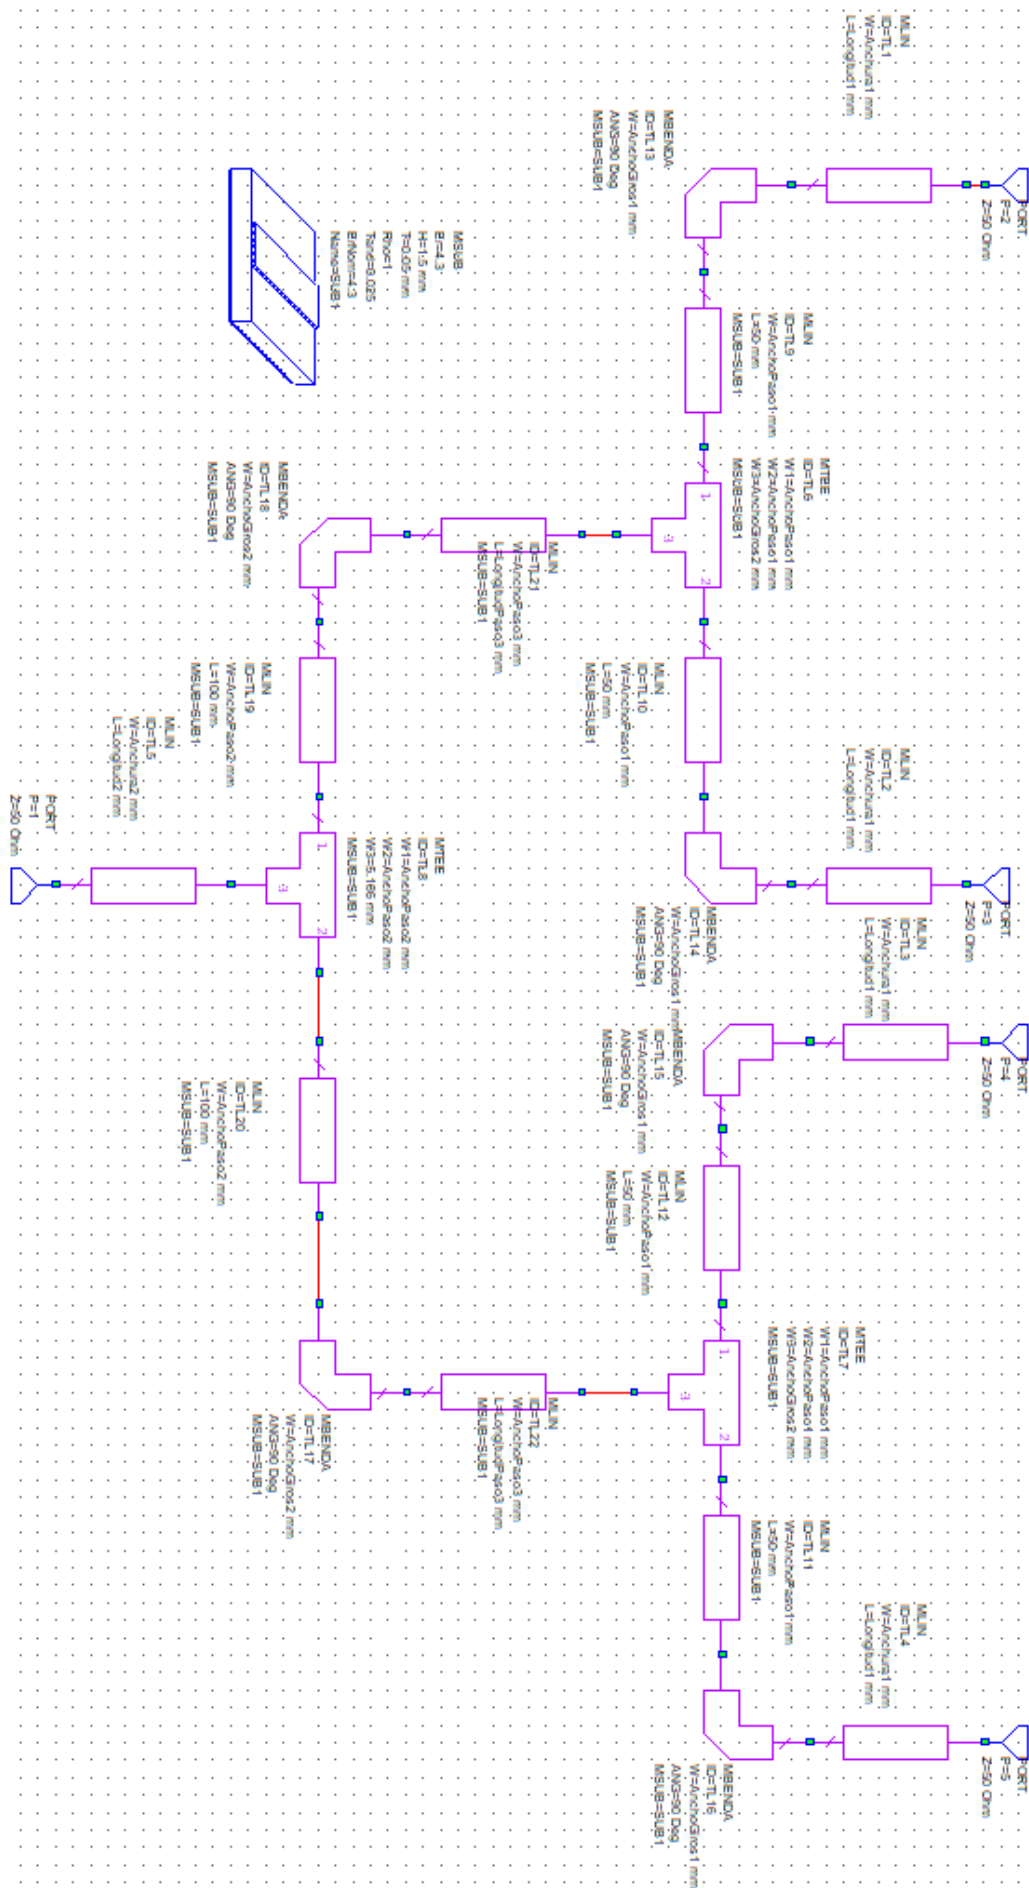 MLIN
ID=TL1
W=Anchura1 mm
L=Longitud1 mm
PORT
P=2
Z=50 Ohm
MBENDA
ID=TL13
W=AnchoGiros1 mm
ANG=90 Deg
MSUB=SUB1
MSUB
Er=4.3
H=1.5 mm
T=0.05 mm
Rho=1
Tand=0.025
ErNom=4.3
Name=SUB1
MLIN
ID=TL9
W=AnchoPaso1 mm
L=50 mm
MSUB=SUB1
MTEE
ID=TL6
W1=AnchoPaso1 mm
W2=AnchoPaso1 mm
W3=AnchoGiros2 mm
MSUB=SUB1
1
2
3
MBENDA
ID=TL18
W=AnchoGiros2 mm
ANG=90 Deg
MSUB=SUB1
MLIN
ID=TL21
W=AnchoPaso3 mm
L=LongitudPaso3 mm
MSUB=SUB1
MLIN
ID=TL10
W=AnchoPaso1 mm
L=50 mm
MSUB=SUB1
MLIN
ID=TL19
W=AnchoPaso2 mm
L=100 mm
MSUB=SUB1
MLIN
ID=TL5
W=Anchura2 mm
L=Longitud2 mm
PORT
P=1
Z=50 Ohm
MLIN
ID=TL2
W=Anchura1 mm
L=Longitud1 mm
PORT
P=3
Z=50 Ohm
MTEE
ID=TL8
W1=AnchoPaso2 mm
W2=AnchoPaso2 mm
W3=5.166 mm
MSUB=SUB1
1
2
3
MBENDA
ID=TL14
W=AnchoGiros1 mm
ANG=90 Deg
MSUB=SUB1
MLIN
ID=TL3
W=Anchura1 mm
L=Longitud1 mm
PORT
P=4
Z=50 Ohm
MBENDA
ID=TL15
W=AnchoGiros1 mm
ANG=90 Deg
MSUB=SUB1
MLIN
ID=TL20
W=AnchoPaso2 mm
L=100 mm
MSUB=SUB1
MLIN
ID=TL12
W=AnchoPaso1 mm
L=50 mm
MSUB=SUB1
MTEE
ID=TL7
W1=AnchoPaso1 mm
W2=AnchoPaso1 mm
W3=AnchoGiros2 mm
MSUB=SUB1
1
2
3
MBENDA
ID=TL17
W=AnchoGiros2 mm
ANG=90 Deg
MSUB=SUB1
MLIN
ID=TL22
W=AnchoPaso3 mm
L=LongitudPaso3 mm
MSUB=SUB1
MLIN
ID=TL11
W=AnchoPaso1 mm
L=50 mm
MSUB=SUB1
MLIN
ID=TL4
W=Anchura1 mm
L=Longitud1 mm
PORT
P=5
Z=50 Ohm
MBENDA
ID=TL16
W=AnchoGiros1 mm
ANG=90 Deg
MSUB=SUB1